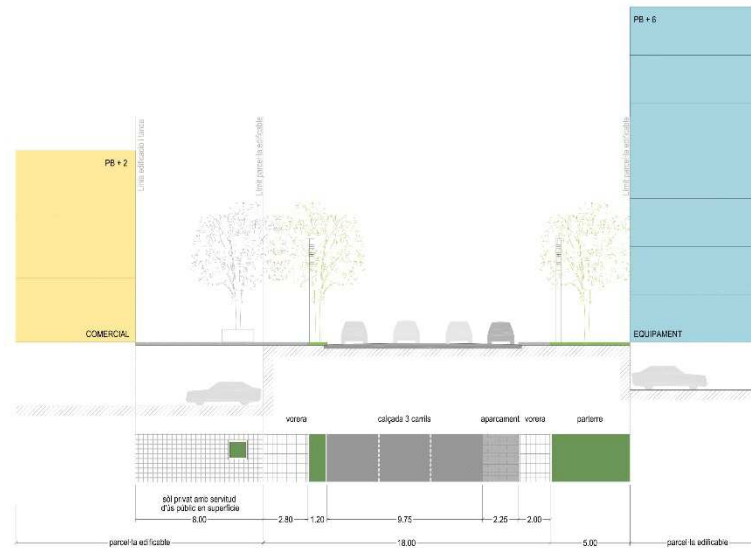 PB + 6
PB + 2
Línia edificació i tanca
Límit parcel·la edificable
Límit parcel·la edificable
COMERCIAL
EQUIPAMENT
vorera
calçada 3 carrils
aparcament
vorera
parterre
sòl privat amb servitud
d'ús públic en superfície
8.00
2.80
1.20
9.75
2.25
2.00
parcel·la edificable
18.00
5.00
parcel·la edificable